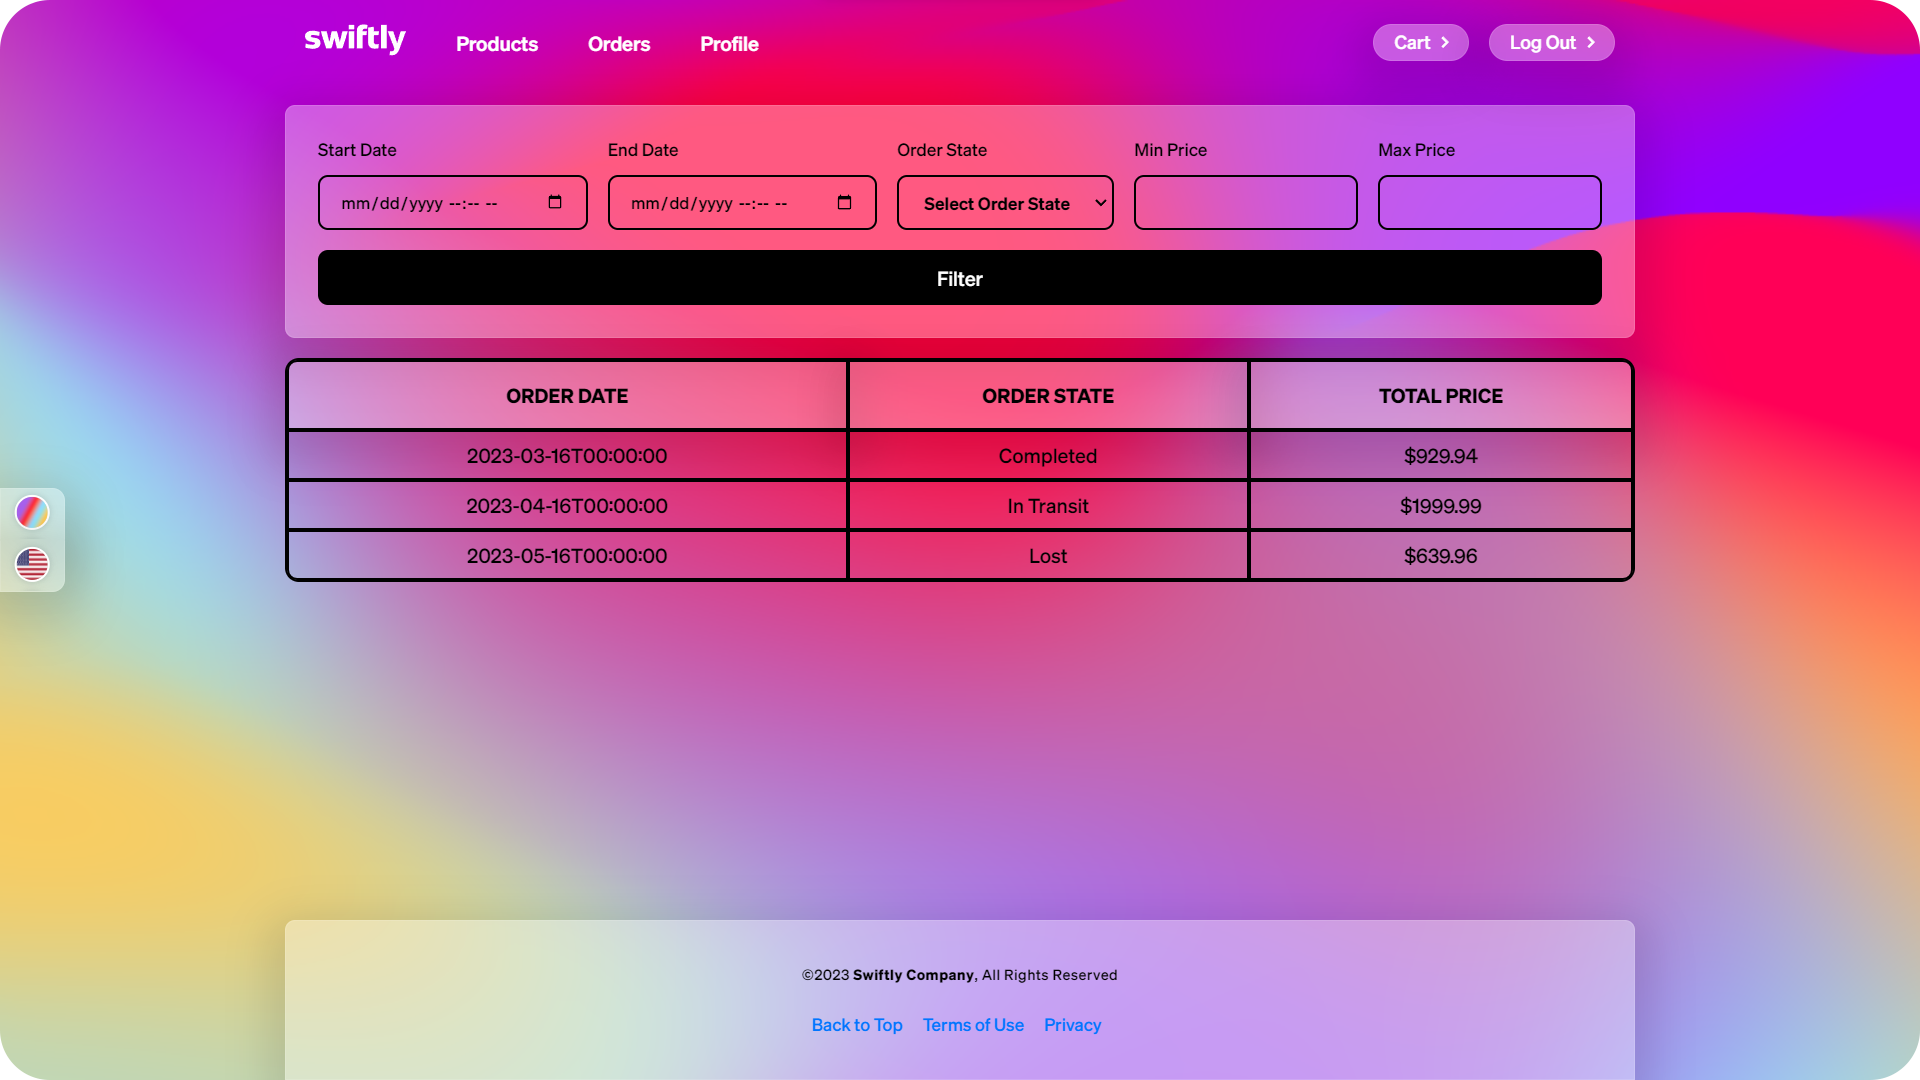 swiftly Products Orders Profile Cart Log Out
Start Date End Date Order State Min Price Max Price
mm/dd/yyyy --:-- -- mm/dd/yyyy --:-- -- Select Order State
Filter
ORDER DATE ORDER STATE TOTAL PRICE
2023-03-16T00:00:00 Completed $929.94
2023-04-16T00:00:00 In Transit $1999.99
2023-05-16T00:00:00 Lost $639.96
©2023 Swiftly Company, All Rights Reserved
Back to Top Terms of Use Privacy